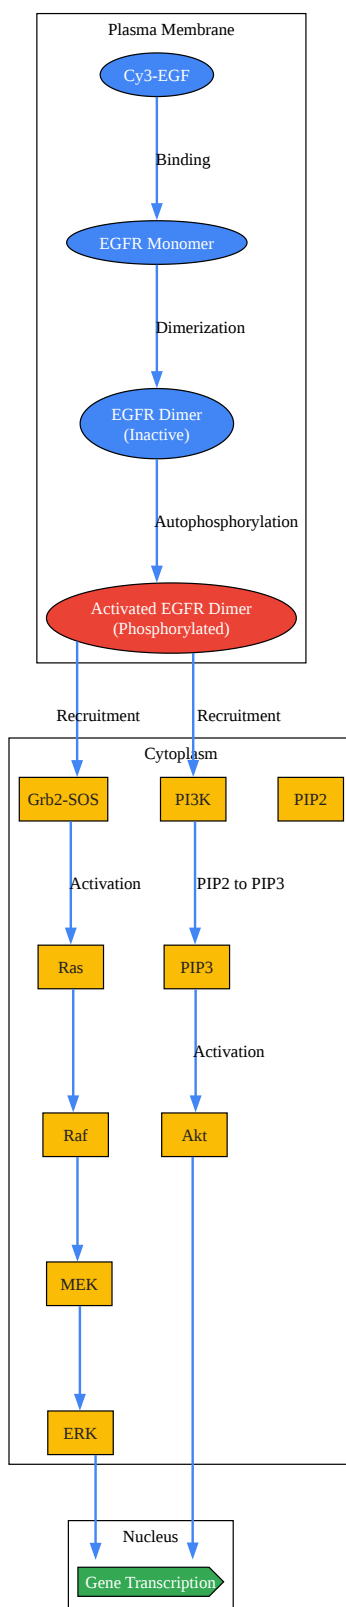 Plasma Membrane
Cy3-EGF
Binding
EGFR Monomer
Dimerization
EGFR Dimer
(Inactive)
Autophosphorylation
Activated EGFR Dimer
(Phosphorylated)
Recruitment
Recruitment
Cytoplasm
Grb2-SOS
PI3K
PIP2
Activation
PIP2 to PIP3
Ras
PIP3
Activation
Raf
Akt
MEK
ERK
Nucleus
Gene Transcription